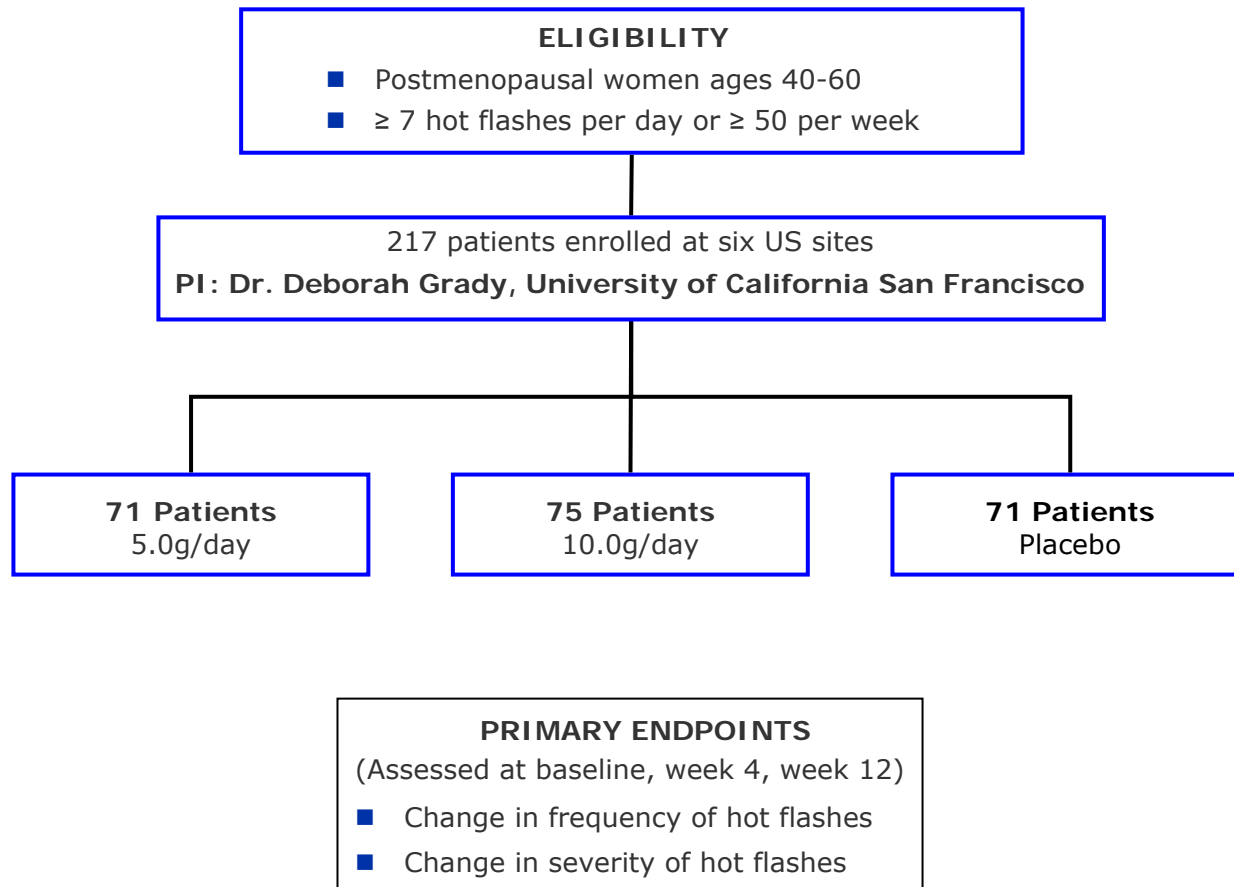 ELIGIBILITY
■ Postmenopausal women ages 40-60
■ ≥ 7 hot flashes per day or ≥ 50 per week
217 patients enrolled at six US sites
PI: Dr. Deborah Grady, University of California San Francisco
71 Patients
5.0g/day
75 Patients
10.0g/day
71 Patients
Placebo
PRIMARY ENDPOINTS
(Assessed at baseline, week 4, week 12)
■ Change in frequency of hot flashes
■ Change in severity of hot flashes